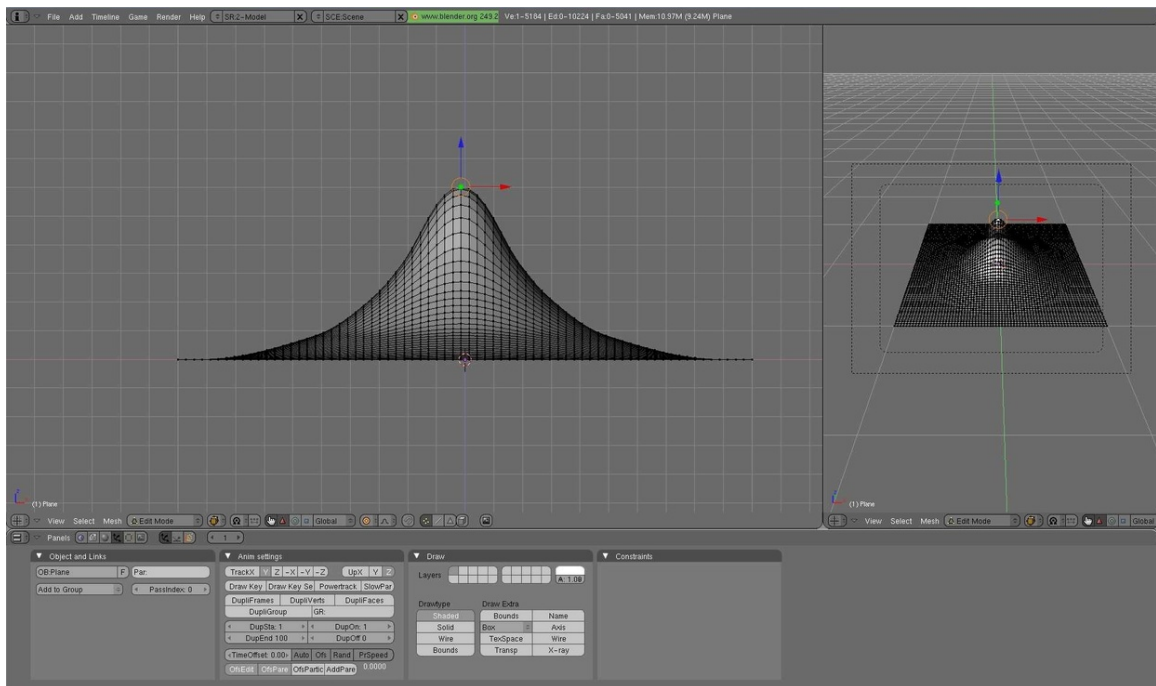 File Add Timeline Game Render Help SR:2-Model X SCE:Scene X www.blender.org 249.2 Ve:1-5184 | Ed:0-10224 | Fa:0-5041 | Mem:10.97M (9.24M) Plane
z
x
(1) Plane
z
(1) Plane
View Select Mesh Edit Mode Global
View Select Mesh Edit Mode Global
Panels 1
Object and Links
OB:Plane F Par:
Add to Group PassIndex: 0
Anim settings
TrackX Y Z -X -Y -Z UpX Y Z
Draw Key Draw Key Se Powertrack SlowPar
DupliFrames DupliVerts DupliFaces
DupliGroup GR:
DupSta: 1 DupOn: 1
DupEnd 100 DupOff 0
TimeOffset: 0.00 Auto Ofs Rand PrSpeed
OfsEdit OfsPare OfsPartic AddPare 0.0000
Draw
Layers
A: 1.08
Drawtype Draw Extra
Shaded Bounds Name
Solid Box Axis
Wire TexSpace Wire
Bounds Transp X-ray
Constraints